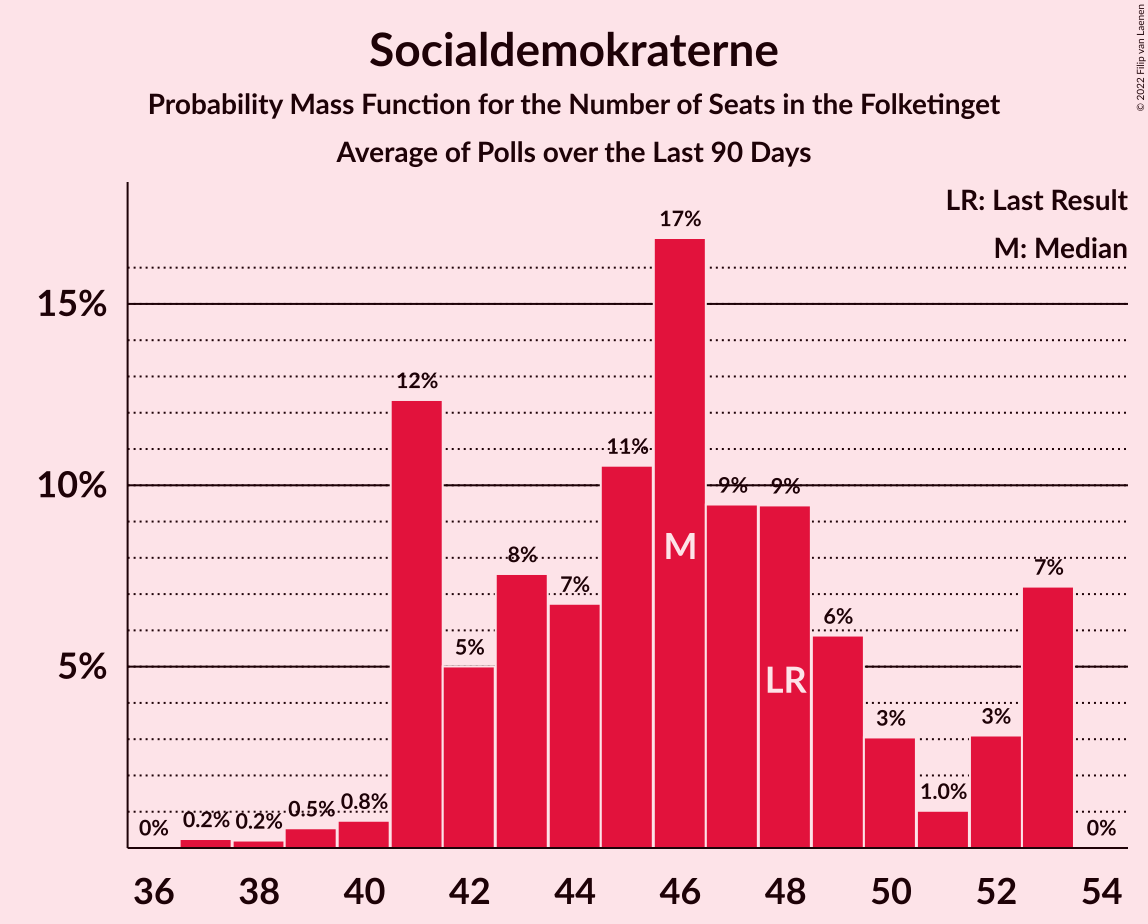 Socialdemokraterne
Probability Mass Function for the Number of Seats in the Folketinget
Average of Polls over the Last 90 Days
© 2022 Filip van Laenen
LR: Last Result
M: Median
15%
10%
5%
0%
0.2%
0.2%
0.5%
0.8%
12%
5%
8%
7%
11%
17%
9%
9%
6%
3%
1.0%
3%
7%
0%
M
LR
36 38 40 42 44 46 48 50 52 54